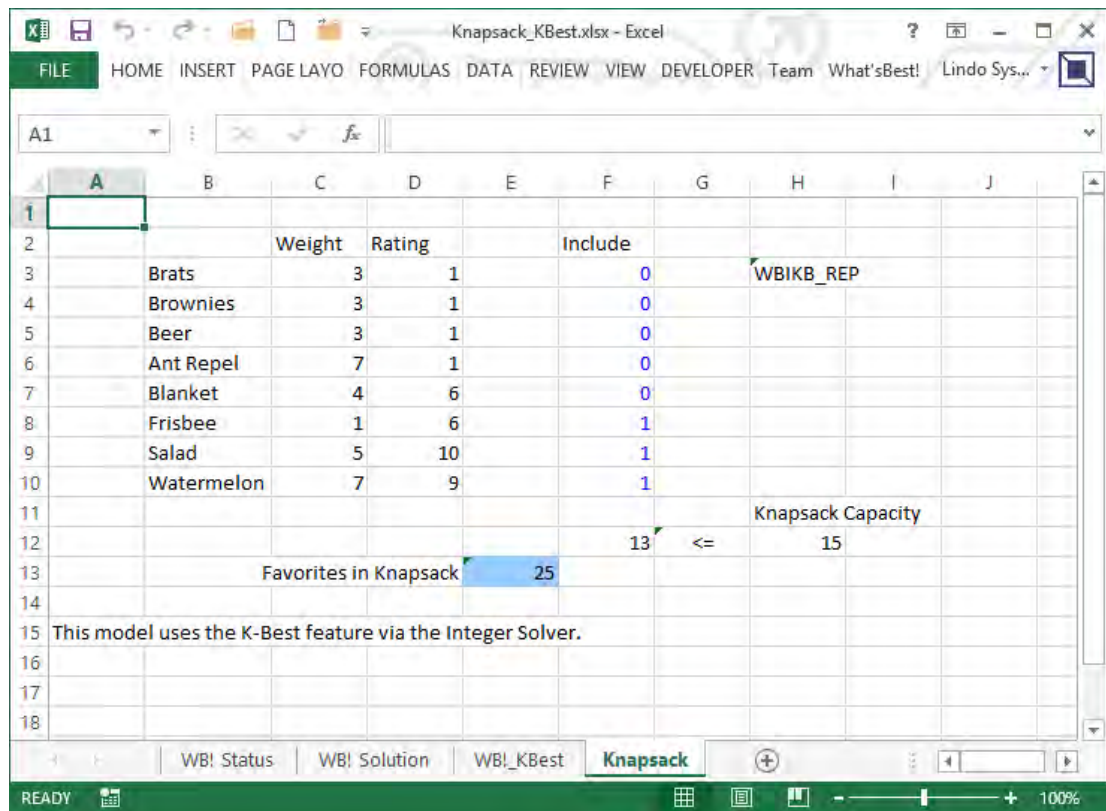 Knapsack_KBest.xlsx - Excel ?
FILE HOME INSERT PAGE LAYO FORMULAS DATA REVIEW VIEW DEVELOPER Team What'sBest! Lindo Sys...
A1 fx
A B C D E F G H I J
1
2 Weight Rating Include
3 Brats 3 1 0 WBIKB_REP
4 Brownies 3 1 0
5 Beer 3 1 0
6 Ant Repel 7 1 0
7 Blanket 4 6 0
8 Frisbee 1 6 1
9 Salad 5 10 1
10 Watermelon 7 9 1
11 Knapsack Capacity
12 13 <= 15
13 Favorites in Knapsack 25
14
15 This model uses the K-Best feature via the Integer Solver.
16
17
18
WB! Status WB! Solution WB!_KBest Knapsack
READY 100%